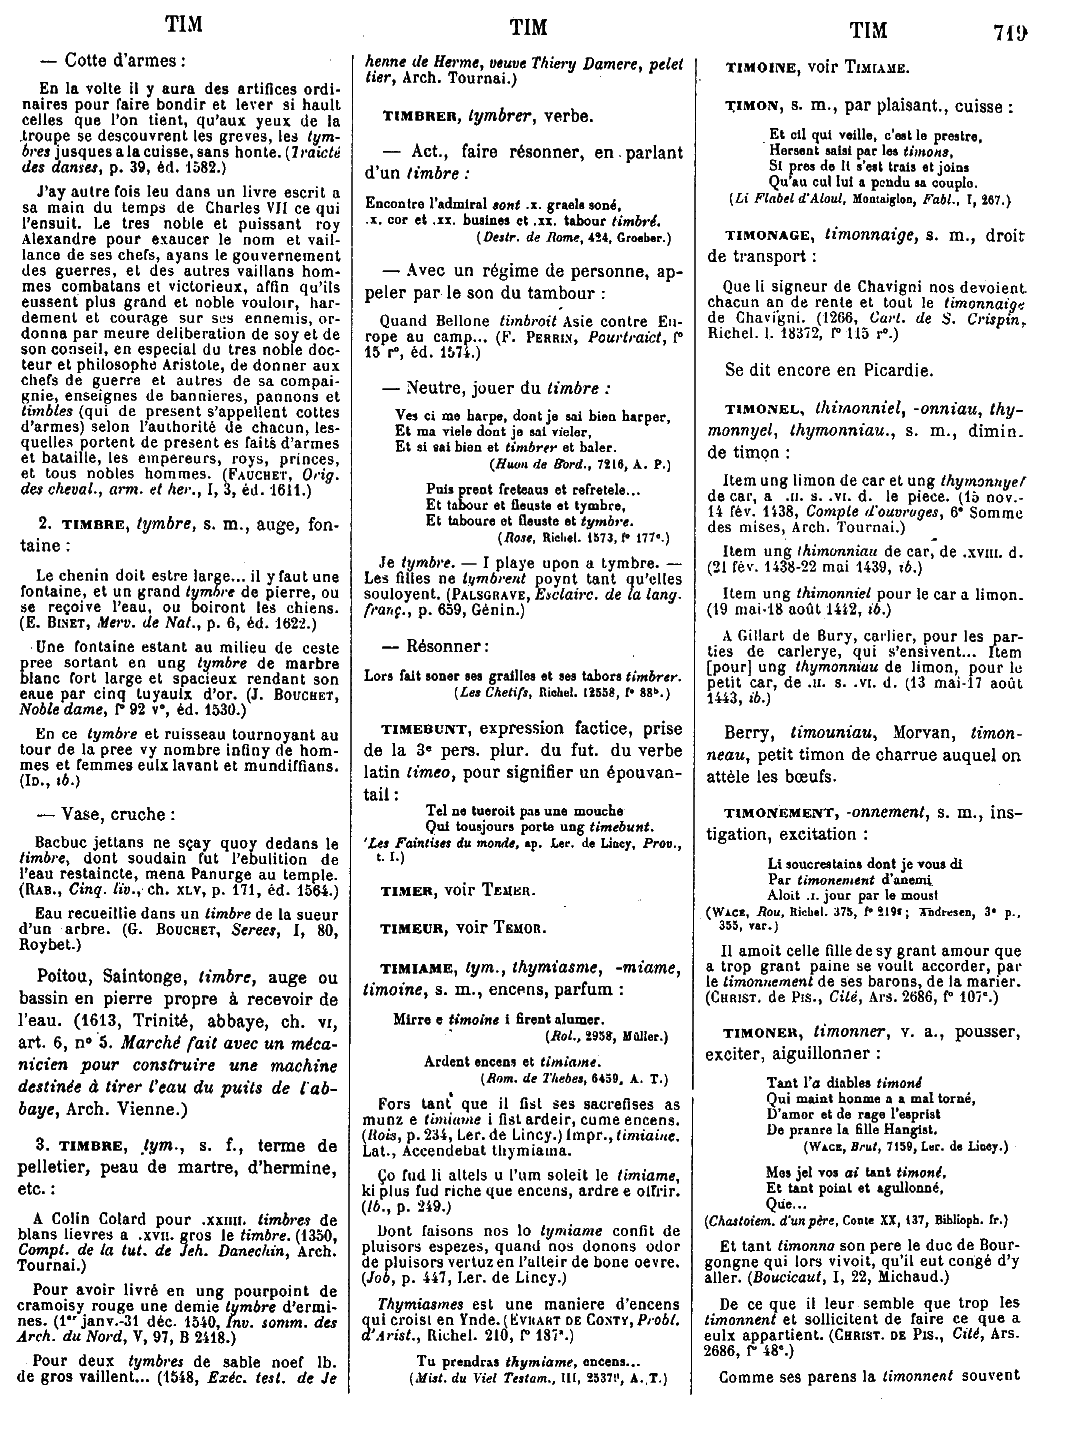 TIM
TIM
TIM
719
— Cotte d'armes :
En la volte il y aura des artifices ordi-
naires pour faire bondir et lever si hault
celles que l'on tient, qu'aux yeux de la
troupe se descouvrent les greves, les tym-
bres jusques a la cuisse, sans honte. (Traicté
des danses, p. 39, éd. 1582.)
J'ay autre fois leu dans un livre escrit a
sa main du temps de Charles VII ce qui
l'ensuit. Le tres noble et puissant roy
Alexandre pour exaucer le nom et vail-
lance de ses chefs, ayans le gouvernement
des guerres, et des autres vaillans hom-
mes combatans et victorieux, affin qu'ils
eussent plus grand et noble vouloir, har-
dement et courage sur ses ennemis, or-
donna par meure deliberation de soy et de
son conseil, en especial du tres noble doc-
teur et philosophe Aristote, de donner aux
chefs de guerre et autres de sa compai-
gnie, enseignes de bannieres, pannons et
timbles (qui de present s'appellent cottes
d'armes) selon l'authorité de chacun, les-
quelles portent de present es faits d'armes
et bataille, les empereurs, roys, princes,
et tous nobles hommes. (FAUCHET, Orig.
des cheval., arm. et her., I, 3, éd. 1611.)
2. TIMBRE, tymbre, s. m., auge, fon-
taine :
Le chenin doit estre large... il y faut une
fontaine, et un grand tymbre de pierre, ou
se reçoive l'eau, ou boiront les chiens.
(E. BINET, Merv. de Nat., p. 6, éd. 1622.)
Une fontaine estant au milieu de ceste
pree sortant en ung tymbre de marbre
blanc fort large et spacieux rendant son
eaue par cinq tuyaulx d'or. (J. BOUCHET,
Noble dame, f° 92 v°, éd. 1530.)
En ce tymbre et ruisseau tournoyant au
tour de la pree vy nombre infiny de hom-
mes et femmes eulx lavant et mundiffians.
(ID., ib.)
— Vase, cruche :
Bacbuc jettans ne sçay quoy dedans le
timbre, dont soudain fut l'ebulition de
l'eau restaincte, mena Panurge au temple.
(RAB., Cinq. liv., ch. XLV, p. 171, éd. 1564.)
Eau recueillie dans un timbre de la sueur
d'un arbre. (G. BOUCHET, Serees, I, 80,
Roybet.)
Poitou, Saintonge, timbre, auge ou
bassin en pierre propre à recevoir de
l'eau. (1613, Trinité, abbaye, ch. VI,
art. 6, n° 5. Marché fait avec un méca-
nicien pour construire une machine
destinée à tirer l'eau du puits de l'ab-
baye, Arch. Vienne.)
3. TIMBRE, tym., s. f., terme de
pelletier, peau de martre, d'hermine,
etc. :
A Colin Colard pour .XXIIII. timbres de
blans lievres a .XVII. gros le timbre. (1350,
Compt. de la tut. de Jeh. Danechin, Arch.
Tournai.)
Pour avoir livré en ung pourpoint de
cramoisy rouge une demie tymbre d'ermi-
nes. (1er janv.-31 déc. 1540, Inv. somm. des
Arch. du Nord, V, 97, B 2418.)
Pour deux tymbres de sable noef lb.
de gros vaillent... (1548, Exéc. test. de Je
henne de Herme, veuve Thiery Damere, pelet
tier, Arch. Tournai.)
TIMBRER, tymbrer, verbe.
— Act., faire résonner, en parlant
d'un timbre :
Encontre l'admiral sont .x. graels soné,
.x. cor et .xx. busines et .xx. tabour timbré.
(Destr. de Rome, 424, Groeber.)
— Avec un régime de personne, ap-
peler par le son du tambour :
Quand Bellone timbroit Asie contre Eu-
rope au camp... (F. PERRIN, Pourtraict, f°
15 r°, éd. 1574.)
— Neutre, jouer du timbre :
Ves ci me harpe, dont je sai bien harper,
Et ma viele dont je sai vieler,
Et si sai bien et timbrer et baler.
(Huon de Bord., 7216, A. P.)
Puis prent freteaus et refretele...
Et tabour et fleuste et tymbre,
Et taboure et fleuste et tymbre.
(Rose, Richel. 1573, f° 177°.)
Je tymbre. — I playe upon a tymbre. —
Les filles ne tymbrent poynt tant qu'elles
souloyent. (PALSGRAVE, Esclairc. de la lang.
franç., p. 659, Génin.)
— Résonner :
Lors fait soner ses grailles et ses tabors timbrer.
(Les Chetifs, Richel. 12558, f° 88b.)
TIMEBUNT, expression factice, prise
de la 3e pers. plur. du fut. du verbe
latin timeo, pour signifier un épouvan-
tail :
Tel ne tueroit pas une mouche
Qui tousjours porte ung timebunt.
(Les Faintises du monde, ap. Ler. de Lincy, Prov.,
t. I.)
TIMER, voir TEMER.
TIMEUR, voir TEMOR.
TIMIAME, tym., thymiasme, -miame,
timoine, s. m., encens, parfum :
Mirre e timoine i firent alumer.
(Rol., 2958, Müller.)
Ardent encens et timiame.
(Rom. de Thebes, 6459, A. T.)
Fors tant que il fist ses sacrefises as
munz e timiame i fist ardeir, cume encens.
(Rois, p. 234, Ler. de Lincy.) Impr., timiaine.
Lat., Accendebat thymiama.
Ço fud li altels u l'um soleit le timiame,
ki plus fud riche que encens, ardre e offrir.
(Ib., p. 249.)
Dont faisons nos lo tymiame confit de
pluisors espezes, quand nos donons odor
de pluisors vertuz en l'alteir de bone oevre.
(Job, p. 447, Ler. de Lincy.)
Thymiasmes est une maniere d'encens
qui croist en Ynde. (EVRART DE CONTY, Probl.
d'Arist., Richel. 210, f° 187°.)
Tu prendras thymiame, encens...
(Mist. du Viel Testam., III, A. T.)
TIMOINE, voir TIMIAME.
TIMON, s. m., par plaisant., cuisse :
Et cil qui veille, c'est le prestre,
Hersent saisi par les timons,
Si pres de li s'est trais et joins
Qu'au cul lui a pendu sa couple.
(Li Flabel d'Aloul, Montaiglon, Fabl., I, 267.)
TIMONAGE, timonnaige, s. m., droit
de transport :
Que li signeur de Chavigni nos devoient
chacun an de rente et tout le timonnaige
de Chavigni. (1266, Cart. de S. Crispin,
Richel. l. 18372, f° 115 r°.)
Se dit encore en Picardie.
TIMONEL, thimonniel, -onniau, thy-
monnyel, thymonniau., s. m., dimin.
de timon :
Item ung limon de car et ung thymonnyel
de car, a .II. s. .VI. d. le piece. (15 nov.-
14 fév. 1438, Compte d'ouvrages, 6e Somme
des mises, Arch. Tournai.)
Item ung thimonniau de car, de .XVIII. d.
(21 fév. 1438-22 mai 1439, ib.)
Item ung thimonniel pour le car a limon.
(19 mai-18 août 1442, ib.)
A Gillart de Bury, carlier, pour les par-
ties de carlerye, qui s'ensivent... Item
[pour] ung thymonniau de limon, pour le
petit car, de .II. s. .VI. d. (13 mai-17 août
1443, ib.)
Berry, timouniau, Morvan, timon-
neau, petit timon de charrue auquel on
attèle les bœufs.
TIMONEMENT, -onnement, s. m., ins-
tigation, excitation :
Li soucrestains dont je vous di
Par timonement d'anemi
Aloit .I. jour par le moust
(WACE, Rou, Richel. 375, f° 219e; Andresen, 3e p.,
355, var.)
Il amoit celle fille de sy grant amour que
a trop grant paine se voult accorder, par
le timonnement de ses barons, de la marier.
(CHRIST. DE PIS., Cité, Ars. 2686, f° 107°.)
TIMONER, timonner, v. a., pousser,
exciter, aiguillonner :
Tant l'a diables timoné
Qui maint honme a a mal torné,
D'amor et de rage l'esprist
De pranre la fille Hangist.
(WACE, Brut, 7159, Ler. de Lincy.)
Mes jel vos ai tant timoné,
Et tant point et agullonné,
Que...
(Chastoiem. d'un père, Conte XX, 137, Biblioph. fr.)
Et tant timonna son pere le duc de Bour-
gongne qui lors vivoit, qu'il eut congé d'y
aller. (Boucicaut, I, 22, Michaud.)
De ce que il leur semble que trop les
timonnent et sollicitent de faire ce que a
eulx appartient. (CHRIST. DE PIS., Cité, Ars.
2686, f° 48°.)
Comme ses parens la timonnent souvent